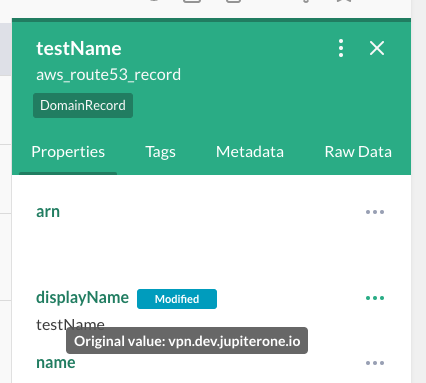 testName
aws_route53_record
DomainRecord
Properties Tags Metadata Raw Data
arn
displayName Modified
testName
Original value: vpn.dev.jupiterone.io
name